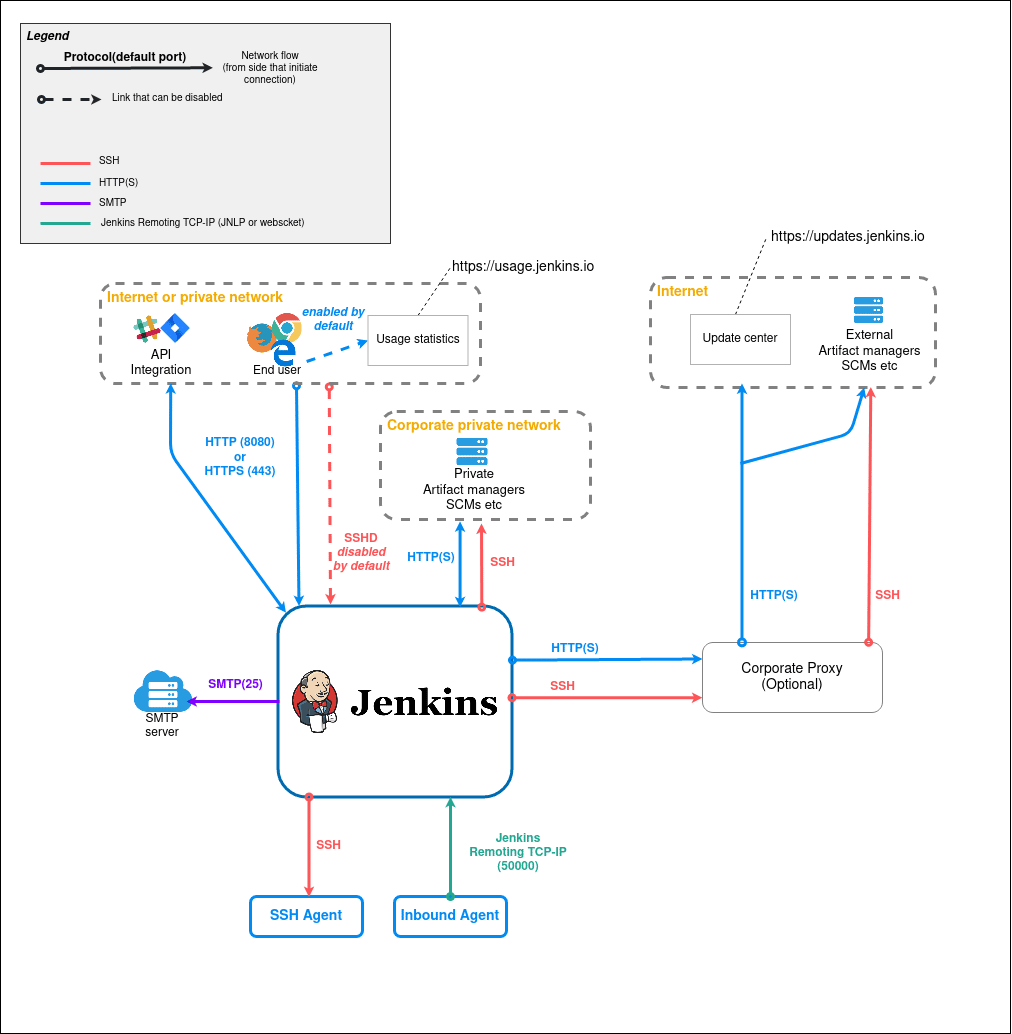 Legend
Protocol(default port)
Network flow
(from side that initiate
connection)
Link that can be disabled
SSH
HTTP(S)
SMTP
Jenkins Remoting TCP-IP (JNLP or webscket)
https://updates.jenkins.io
https://usage.jenkins.io
Internet or private network
enabled by
default
API
Integration
End user
Usage statistics
Internet
Update center
External
Artifact managers
SCMs etc
Corporate private network
Private
Artifact managers
SCMs etc
HTTP (8080)
or
HTTPS (443)
SSHD
disabled
by default
HTTP(S)
SSH
HTTP(S)
SSH
HTTP(S)
SSH
Corporate Proxy
(Optional)
SMTP(25)
SMTP
server
Jenkins
SSH
Jenkins
Remoting TCP-IP
(50000)
SSH Agent
Inbound Agent